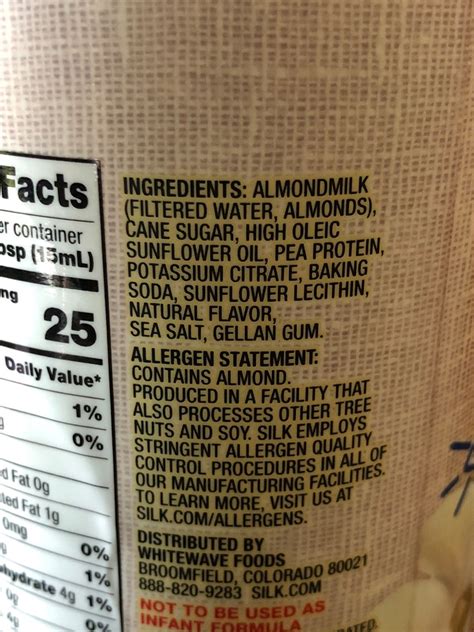 Facts
er container
bsp (15mL)
ng
25
Daily Value*
1%
0%
d Fat 0g
ted Fat 1g
0mg
0%
1%
ohydrate 4g 1%
0g
4g 0%
INGREDIENTS: ALMONDMILK
(FILTERED WATER, ALMONDS),
CANE SUGAR, HIGH OLEIC
SUNFLOWER OIL, PEA PROTEIN,
POTASSIUM CITRATE, BAKING
SODA, SUNFLOWER LECITHIN,
NATURAL FLAVOR,
SEA SALT, GELLAN GUM.
ALLERGEN STATEMENT:
CONTAINS ALMOND.
PRODUCED IN A FACILITY THAT
ALSO PROCESSES OTHER TREE
NUTS AND SOY. SILK EMPLOYS
STRINGENT ALLERGEN QUALITY
CONTROL PROCEDURES IN ALL OF
OUR MANUFACTURING FACILITIES.
TO LEARN MORE, VISIT US AT
SILK.COM/ALLERGENS.
DISTRIBUTED BY
WHITEWAVE FOODS
BROOMFIELD, COLORADO 80021
888-820-9283 SILK.COM
NOT TO BE USED AS
INFANT FORMULA